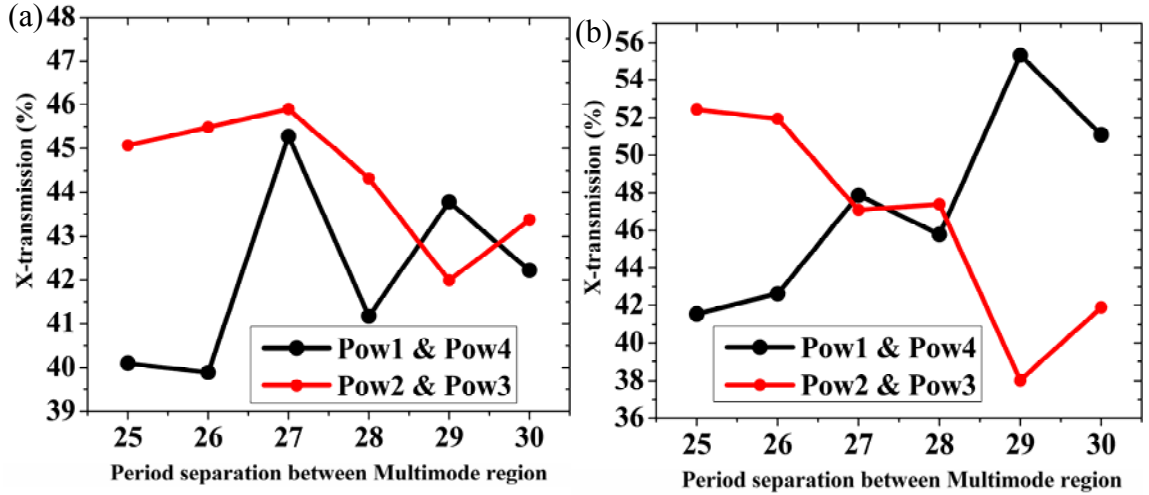 (a)
48
47
46
45
44
43
42
41
40
39
X-transmission (%)
Pow1 & Pow4
Pow2 & Pow3
25 26 27 28 29 30
Period separation between Multimode region
(b)
56
54
52
50
48
46
44
42
40
38
36
X-transmission (%)
Pow1 & Pow4
Pow2 & Pow3
25 26 27 28 29 30
Period separation between Multimode region